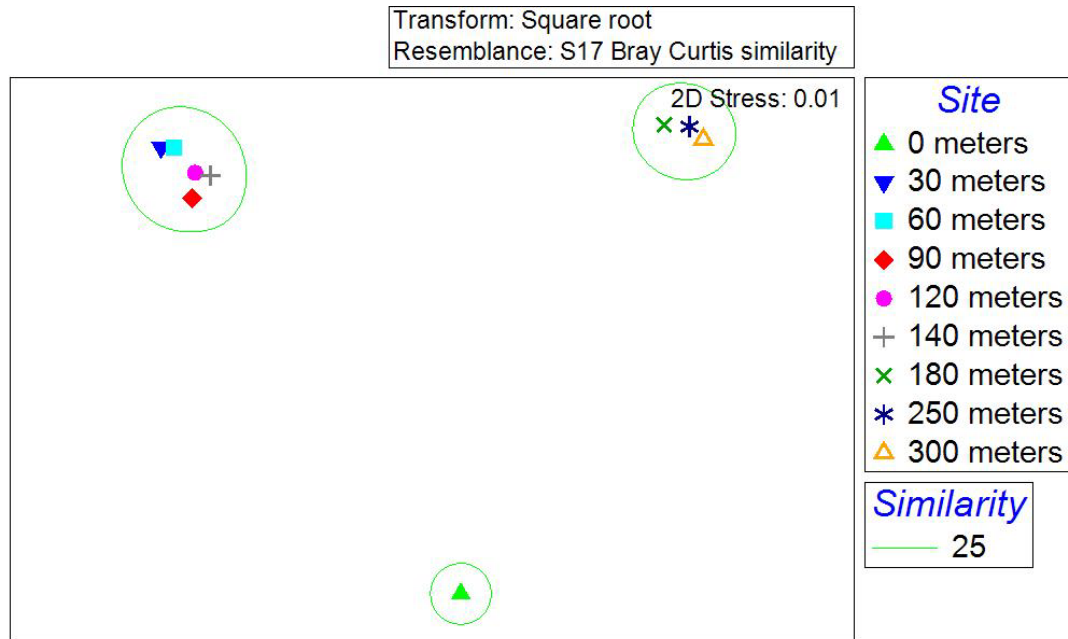 Transform: Square root
Resemblance: S17 Bray Curtis similarity
2D Stress: 0.01
Site
0 meters
30 meters
60 meters
90 meters
120 meters
140 meters
180 meters
250 meters
300 meters
Similarity
25